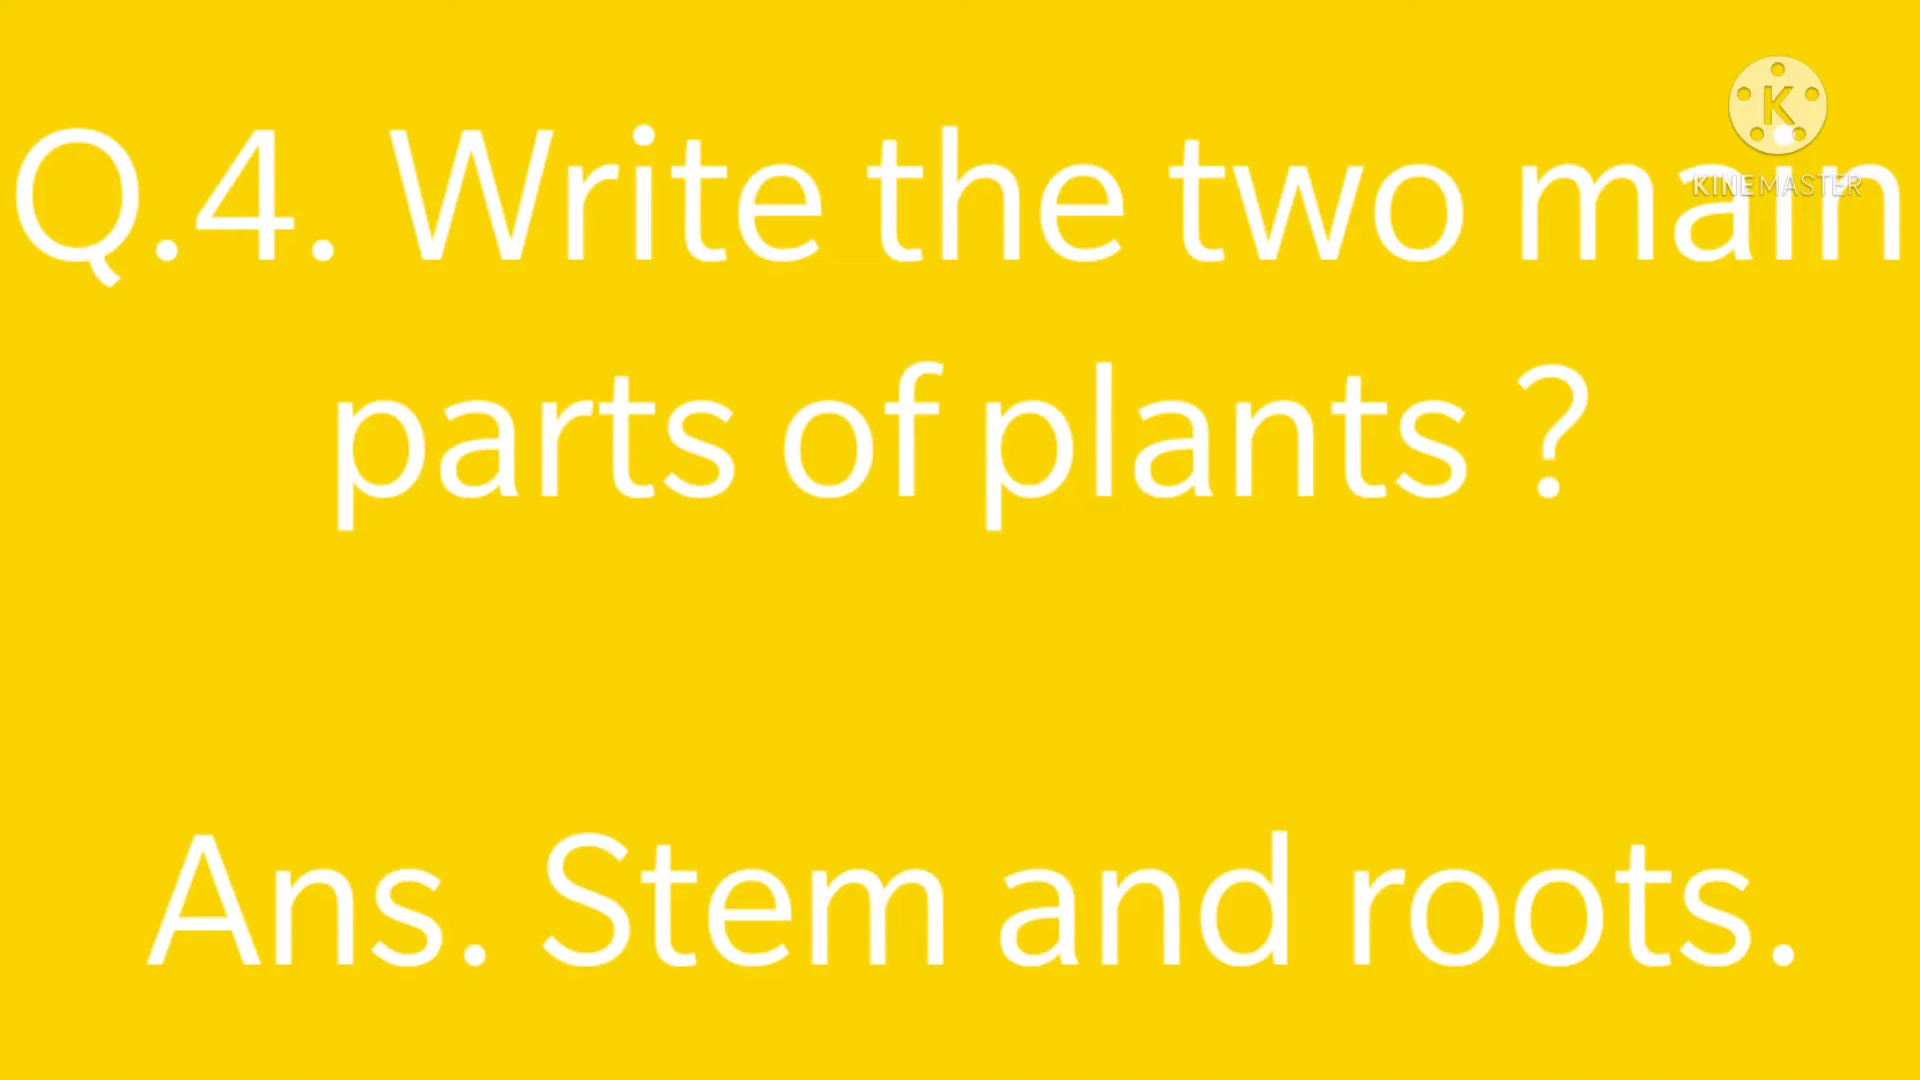 Q.4. Write the two main
parts of plants ?
Ans. Stem and roots.
K
KINEMASTER